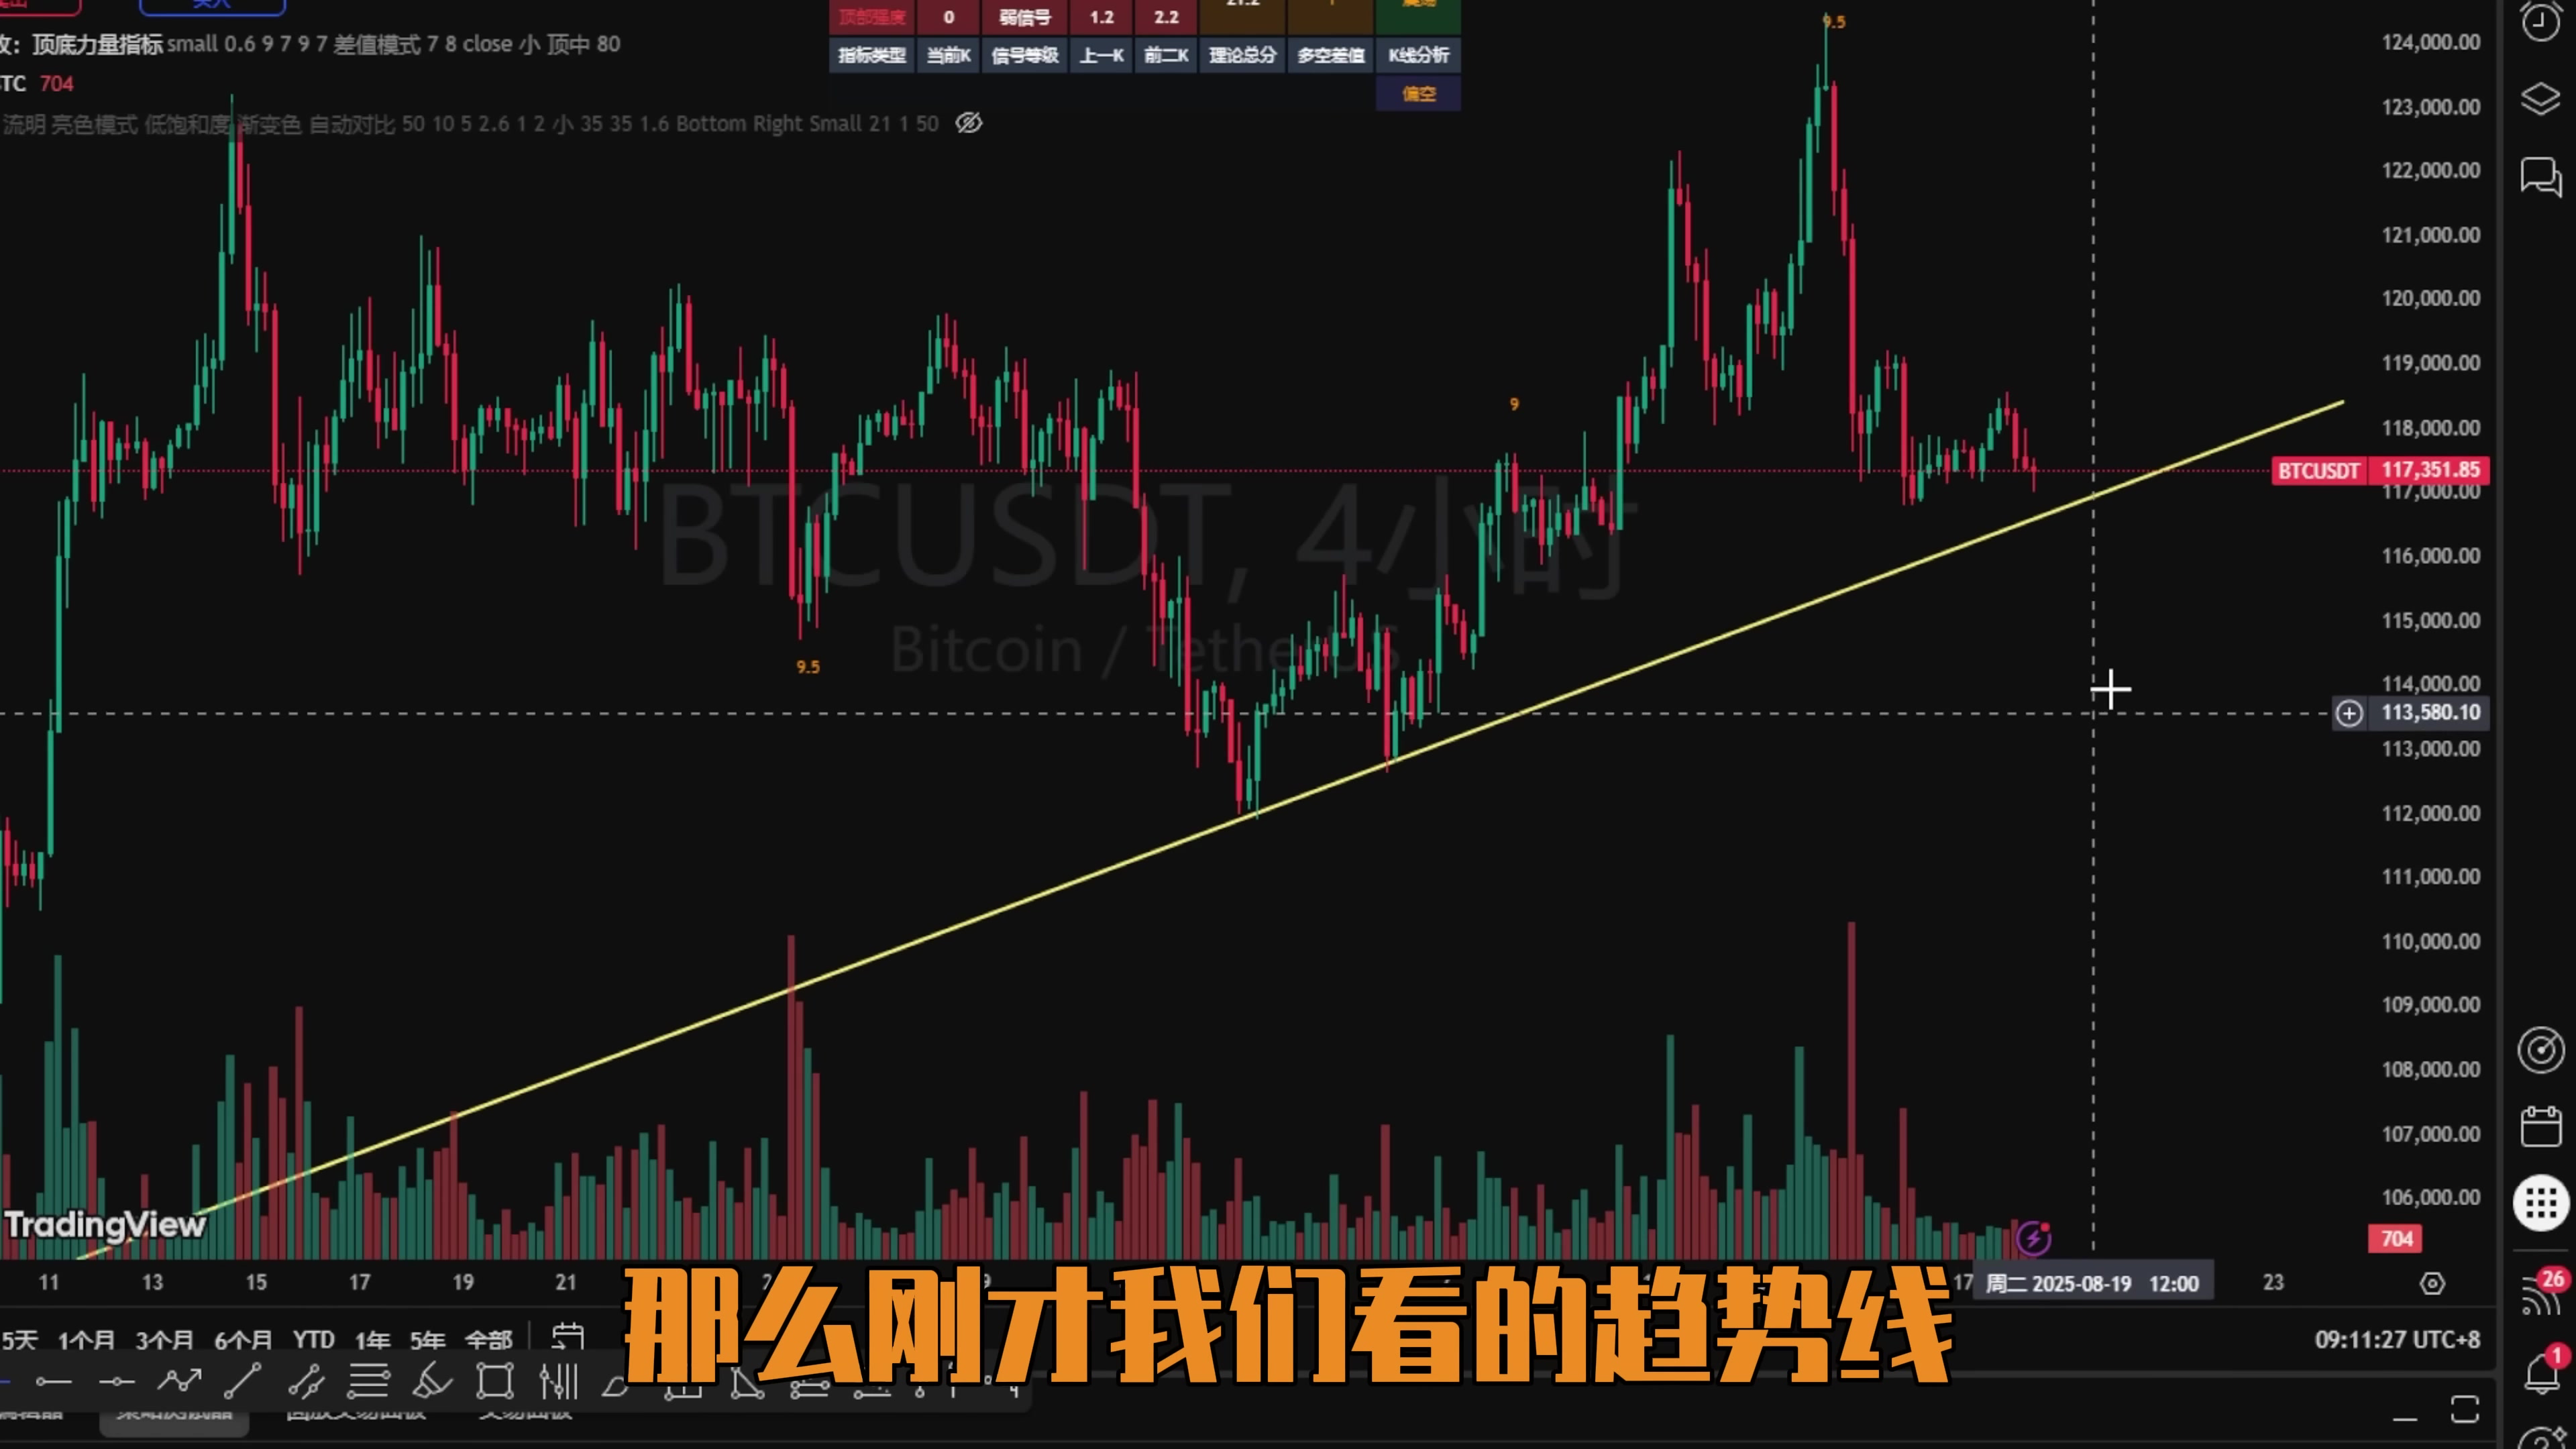 顶部强度 0 弱信号 1.2 2.2
9.5
124,000.00
攻：顶底力量指标 small 0.6 9 7 9 7 差值模式 7 8 close 小 顶中 80
指标类型 当前K 信号等级 上一K 前二K 理论总分 多空差值 K线分析
TC 704
偏空
123,000.00
流明 亮色模式 低饱和度 渐变色 自动对比 50 10 5 2.6 1 2 小 35 35 1.6 Bottom Right Small 21 1 50
122,000.00
121,000.00
120,000.00
119,000.00
9
118,000.00
BTCUSDT 117,351.85
117,000.00
BTCUSDT, 4小时
116,000.00
115,000.00
Bitcoin / TetherUS
9.5
114,000.00
113,580.10
113,000.00
112,000.00
111,000.00
110,000.00
109,000.00
108,000.00
107,000.00
106,000.00
TradingView
704
11 13 15 17 19 21 17 周二 2025-08-19 12:00 23
26
那么刚才我们看的趋势线
5天 1个月 3个月 6个月 YTD 1年 5年 全部
09:11:27 UTC+8
1